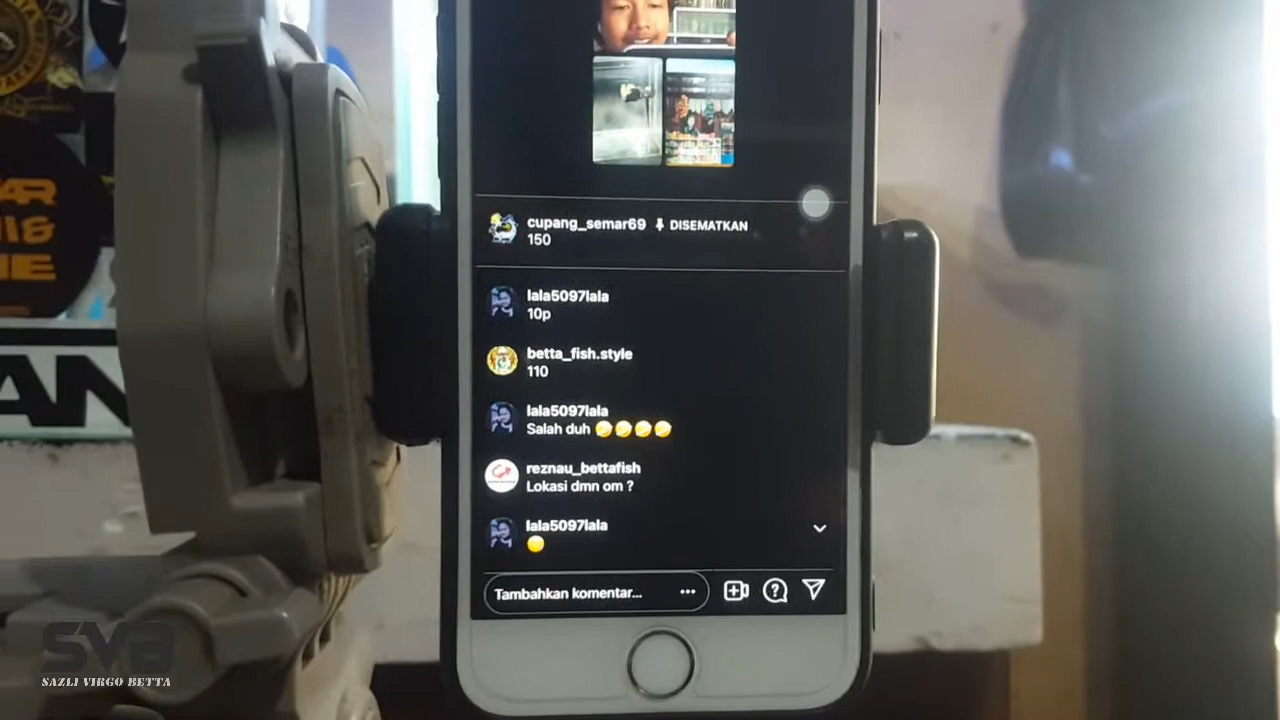 cupang_semar69 DISEMATKAN
150
lala5097lala
10p
betta_fish.style
110
lala5097lala
Salah duh
reznau_bettafish
Lokasi dmn om ?
lala5097lala
Tambahkan komentar...
AN
SVB
SAZLI VIRGO BETTA